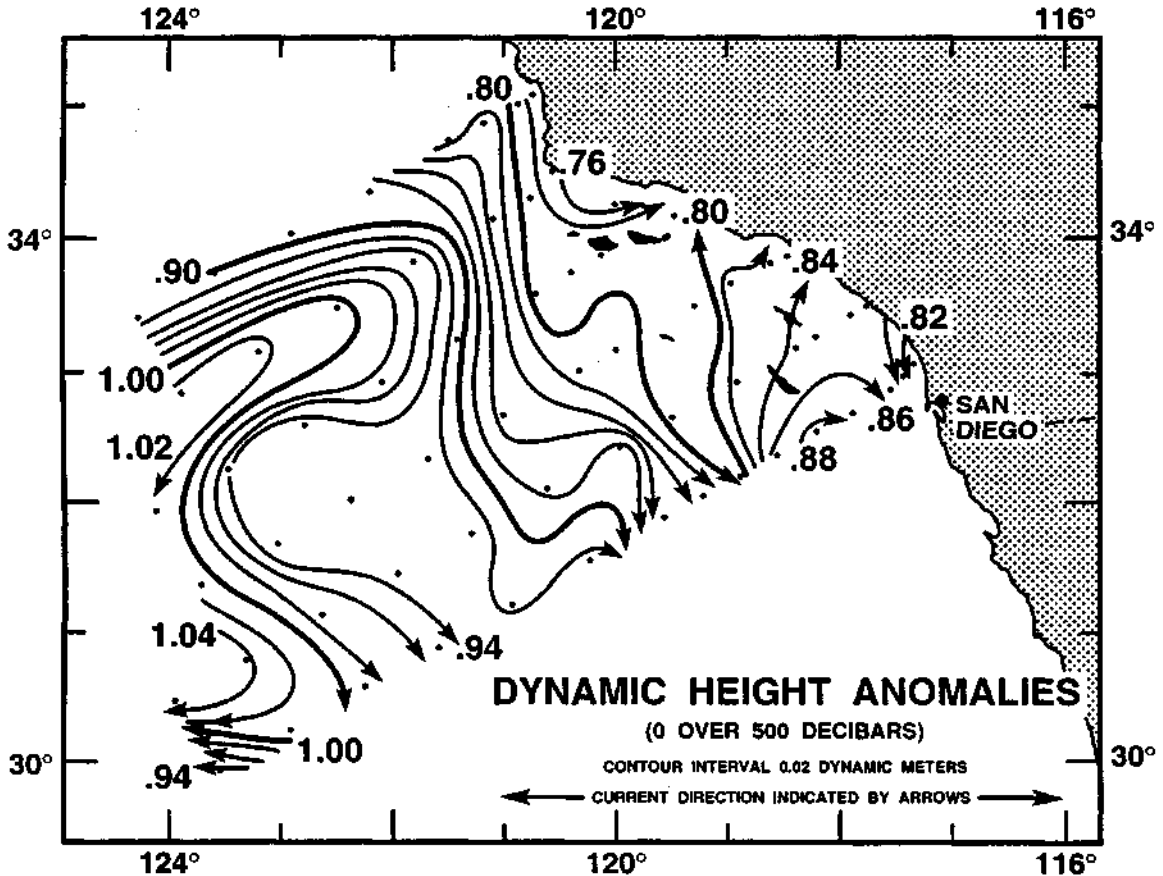 124° 120° 116°
.80
.76
.80
34° 34°
.90
.84
.82
1.00
SAN
DIEGO
.86
1.02
.88
1.04
.94
DYNAMIC HEIGHT ANOMALIES
(0 OVER 500 DECIBARS)
1.00
30° 30°
.94
CONTOUR INTERVAL 0.02 DYNAMIC METERS
CURRENT DIRECTION INDICATED BY ARROWS
124° 120° 116°